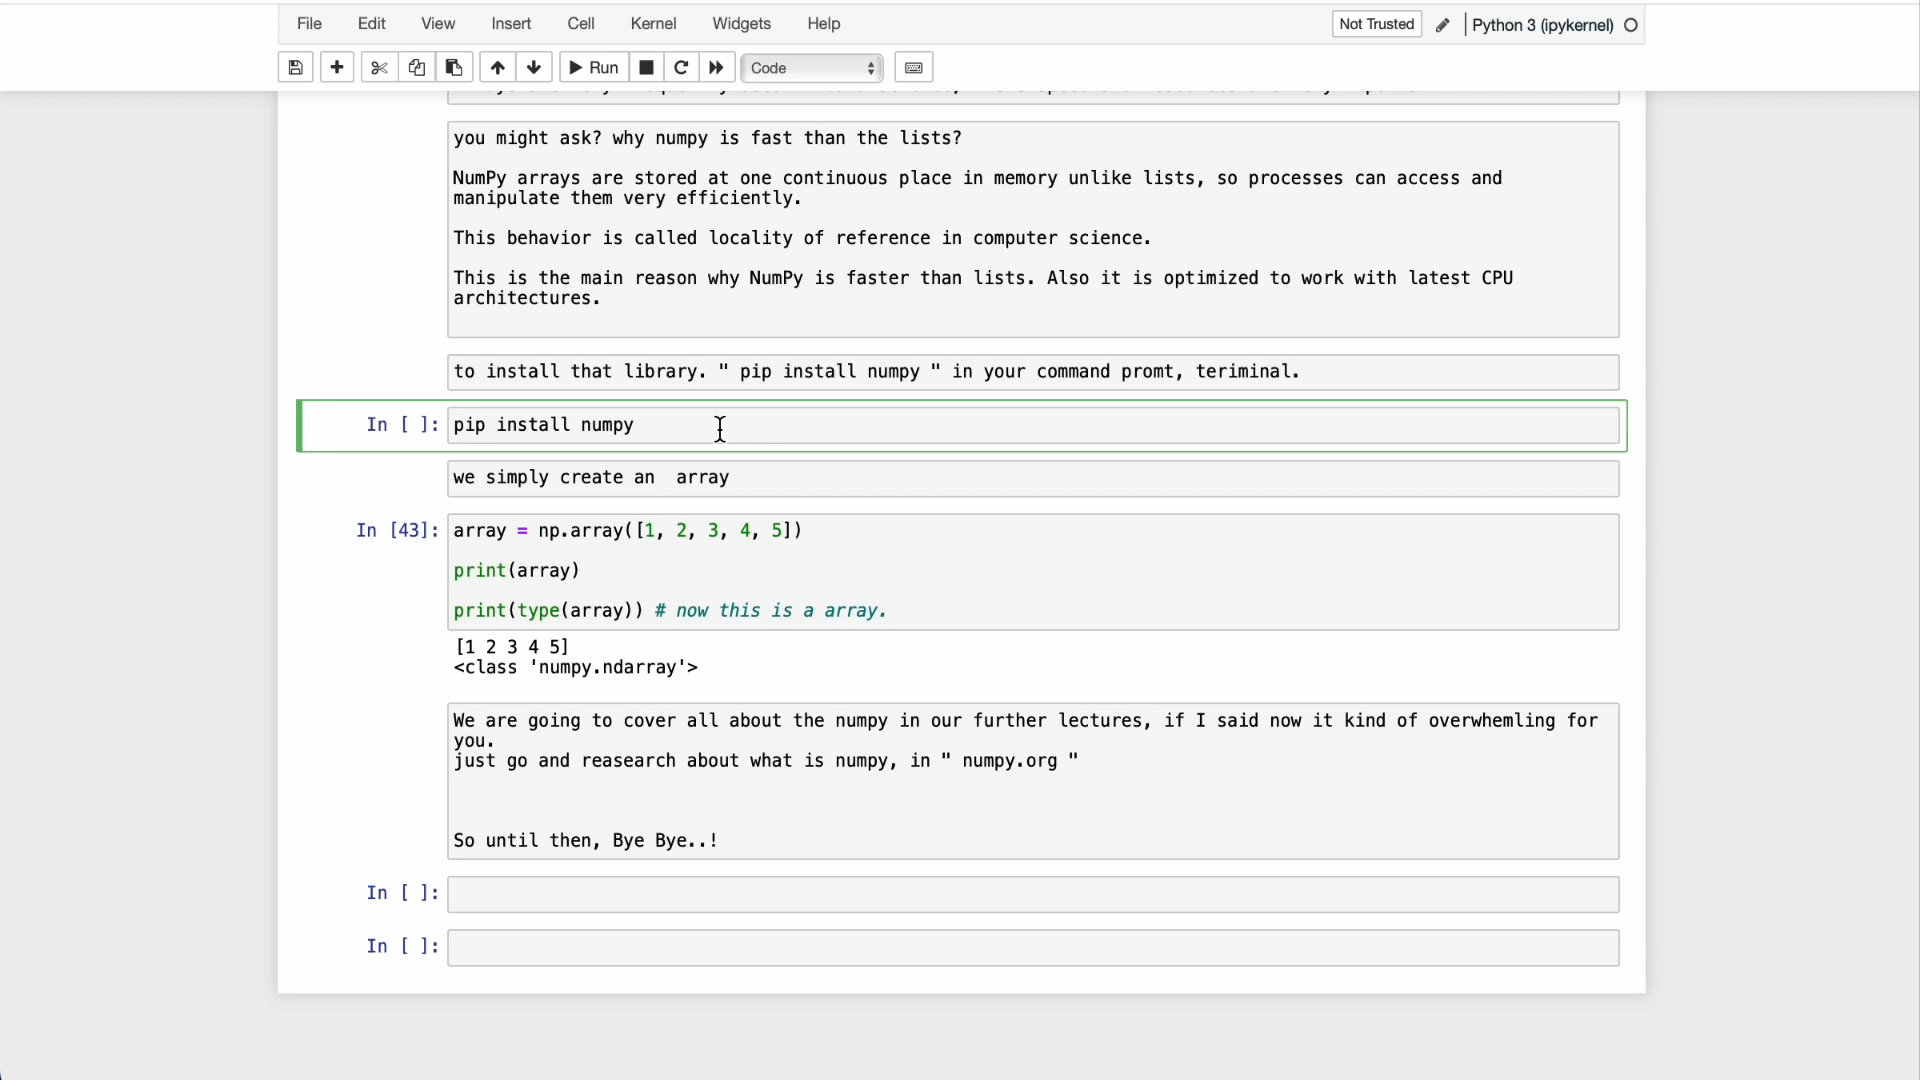 File Edit View Insert Cell Kernel Widgets Help Not Trusted Python 3 (ipykernel)
Run Code
you might ask? why numpy is fast than the lists?
NumPy arrays are stored at one continuous place in memory unlike lists, so processes can access and
manipulate them very efficiently.
This behavior is called locality of reference in computer science.
This is the main reason why NumPy is faster than lists. Also it is optimized to work with latest CPU
architectures.
to install that library. " pip install numpy " in your command promt, teriminal.
In [ ]: pip install numpy
we simply create an  array
In [43]: array = np.array([1, 2, 3, 4, 5])
print(array)
print(type(array)) # now this is a array.
[1 2 3 4 5]
<class 'numpy.ndarray'>
We are going to cover all about the numpy in our further lectures, if I said now it kind of overwhemling for
you.
just go and reasearch about what is numpy, in " numpy.org "
So until then, Bye Bye..!
In [ ]:
In [ ]: